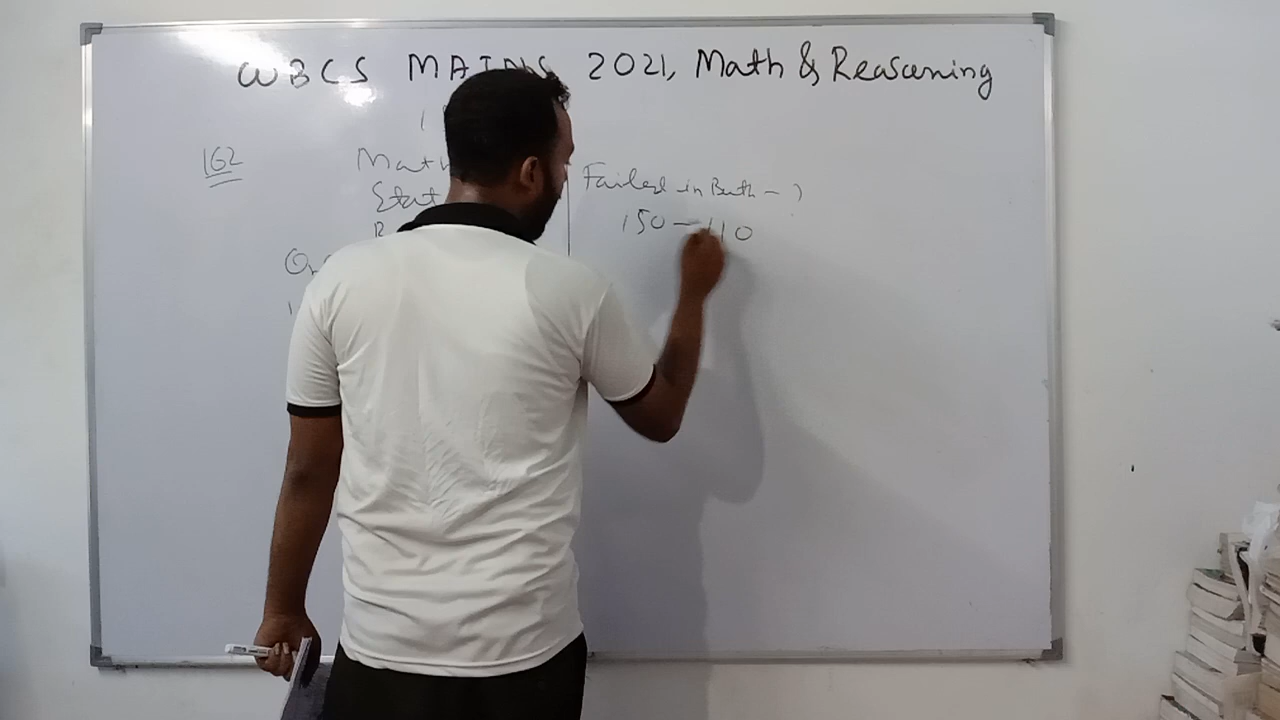 WBCS MAINS 2021, Math & Reasoning
162
Math
Stat
Failed in Both - ?
150 - 110